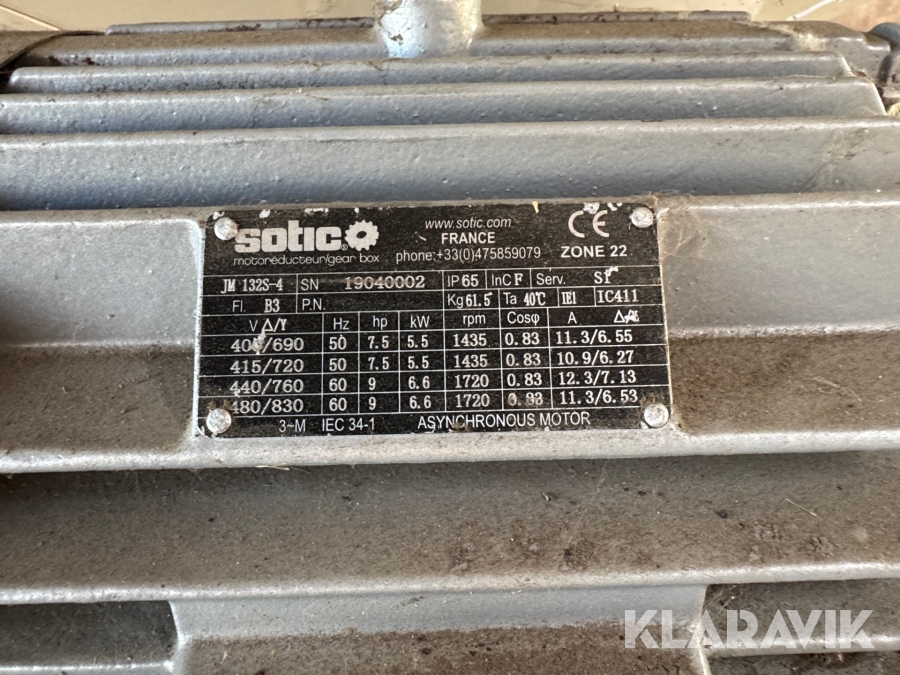 sotic®
motoréducteur/gear box
www.sotic.com
FRANCE
phone:+33(0)475859079
CE
ZONE 22
JM 132S-4 SN 19040002 IP 65 InC F Serv. S1
Fl. B3 P.N. Kg 61.5 Ta 40℃ IE1 IC411
V △/Y Hz hp kW rpm Cosφ A △/Y
400/690 50 7.5 5.5 1435 0.83 11.3/6.55
415/720 50 7.5 5.5 1435 0.83 10.9/6.27
440/760 60 9 6.6 1720 0.83 12.3/7.13
480/830 60 9 6.6 1720 0.83 11.3/6.53
3~M IEC 34-1 ASYNCHRONOUS MOTOR
KLARAVIK